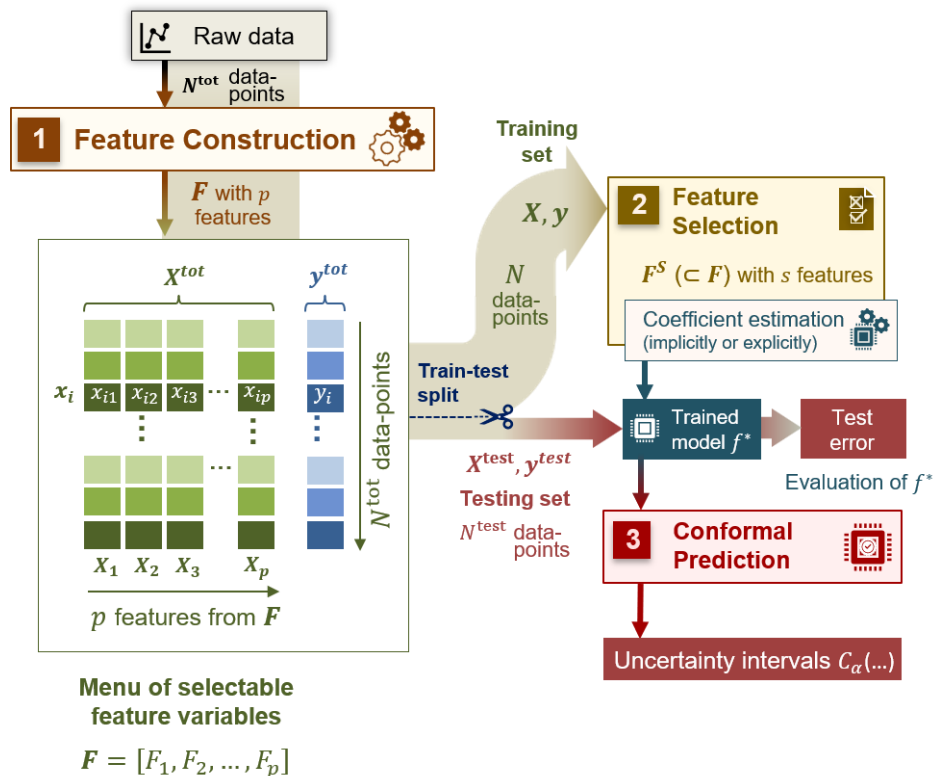 Raw data
N^tot data-
points
1 Feature Construction
F with p
features
X^tot
y^tot
x_i x_i1 x_i2 x_i3 ... x_ip y_i
...
N^tot data-points
X_1 X_2 X_3 X_p
p features from F
Menu of selectable
feature variables
F = [F_1, F_2, ..., F_p]
Training
set
X, y
N
data-
points
Train-test
split
X^test, y^test
Testing set
N^test data-
points
2 Feature
Selection
F^S (⊂ F) with s features
Coefficient estimation
(implicitly or explicitly)
Trained
model f*
Test
error
Evaluation of f*
3 Conformal
Prediction
Uncertainty intervals C_α(...)